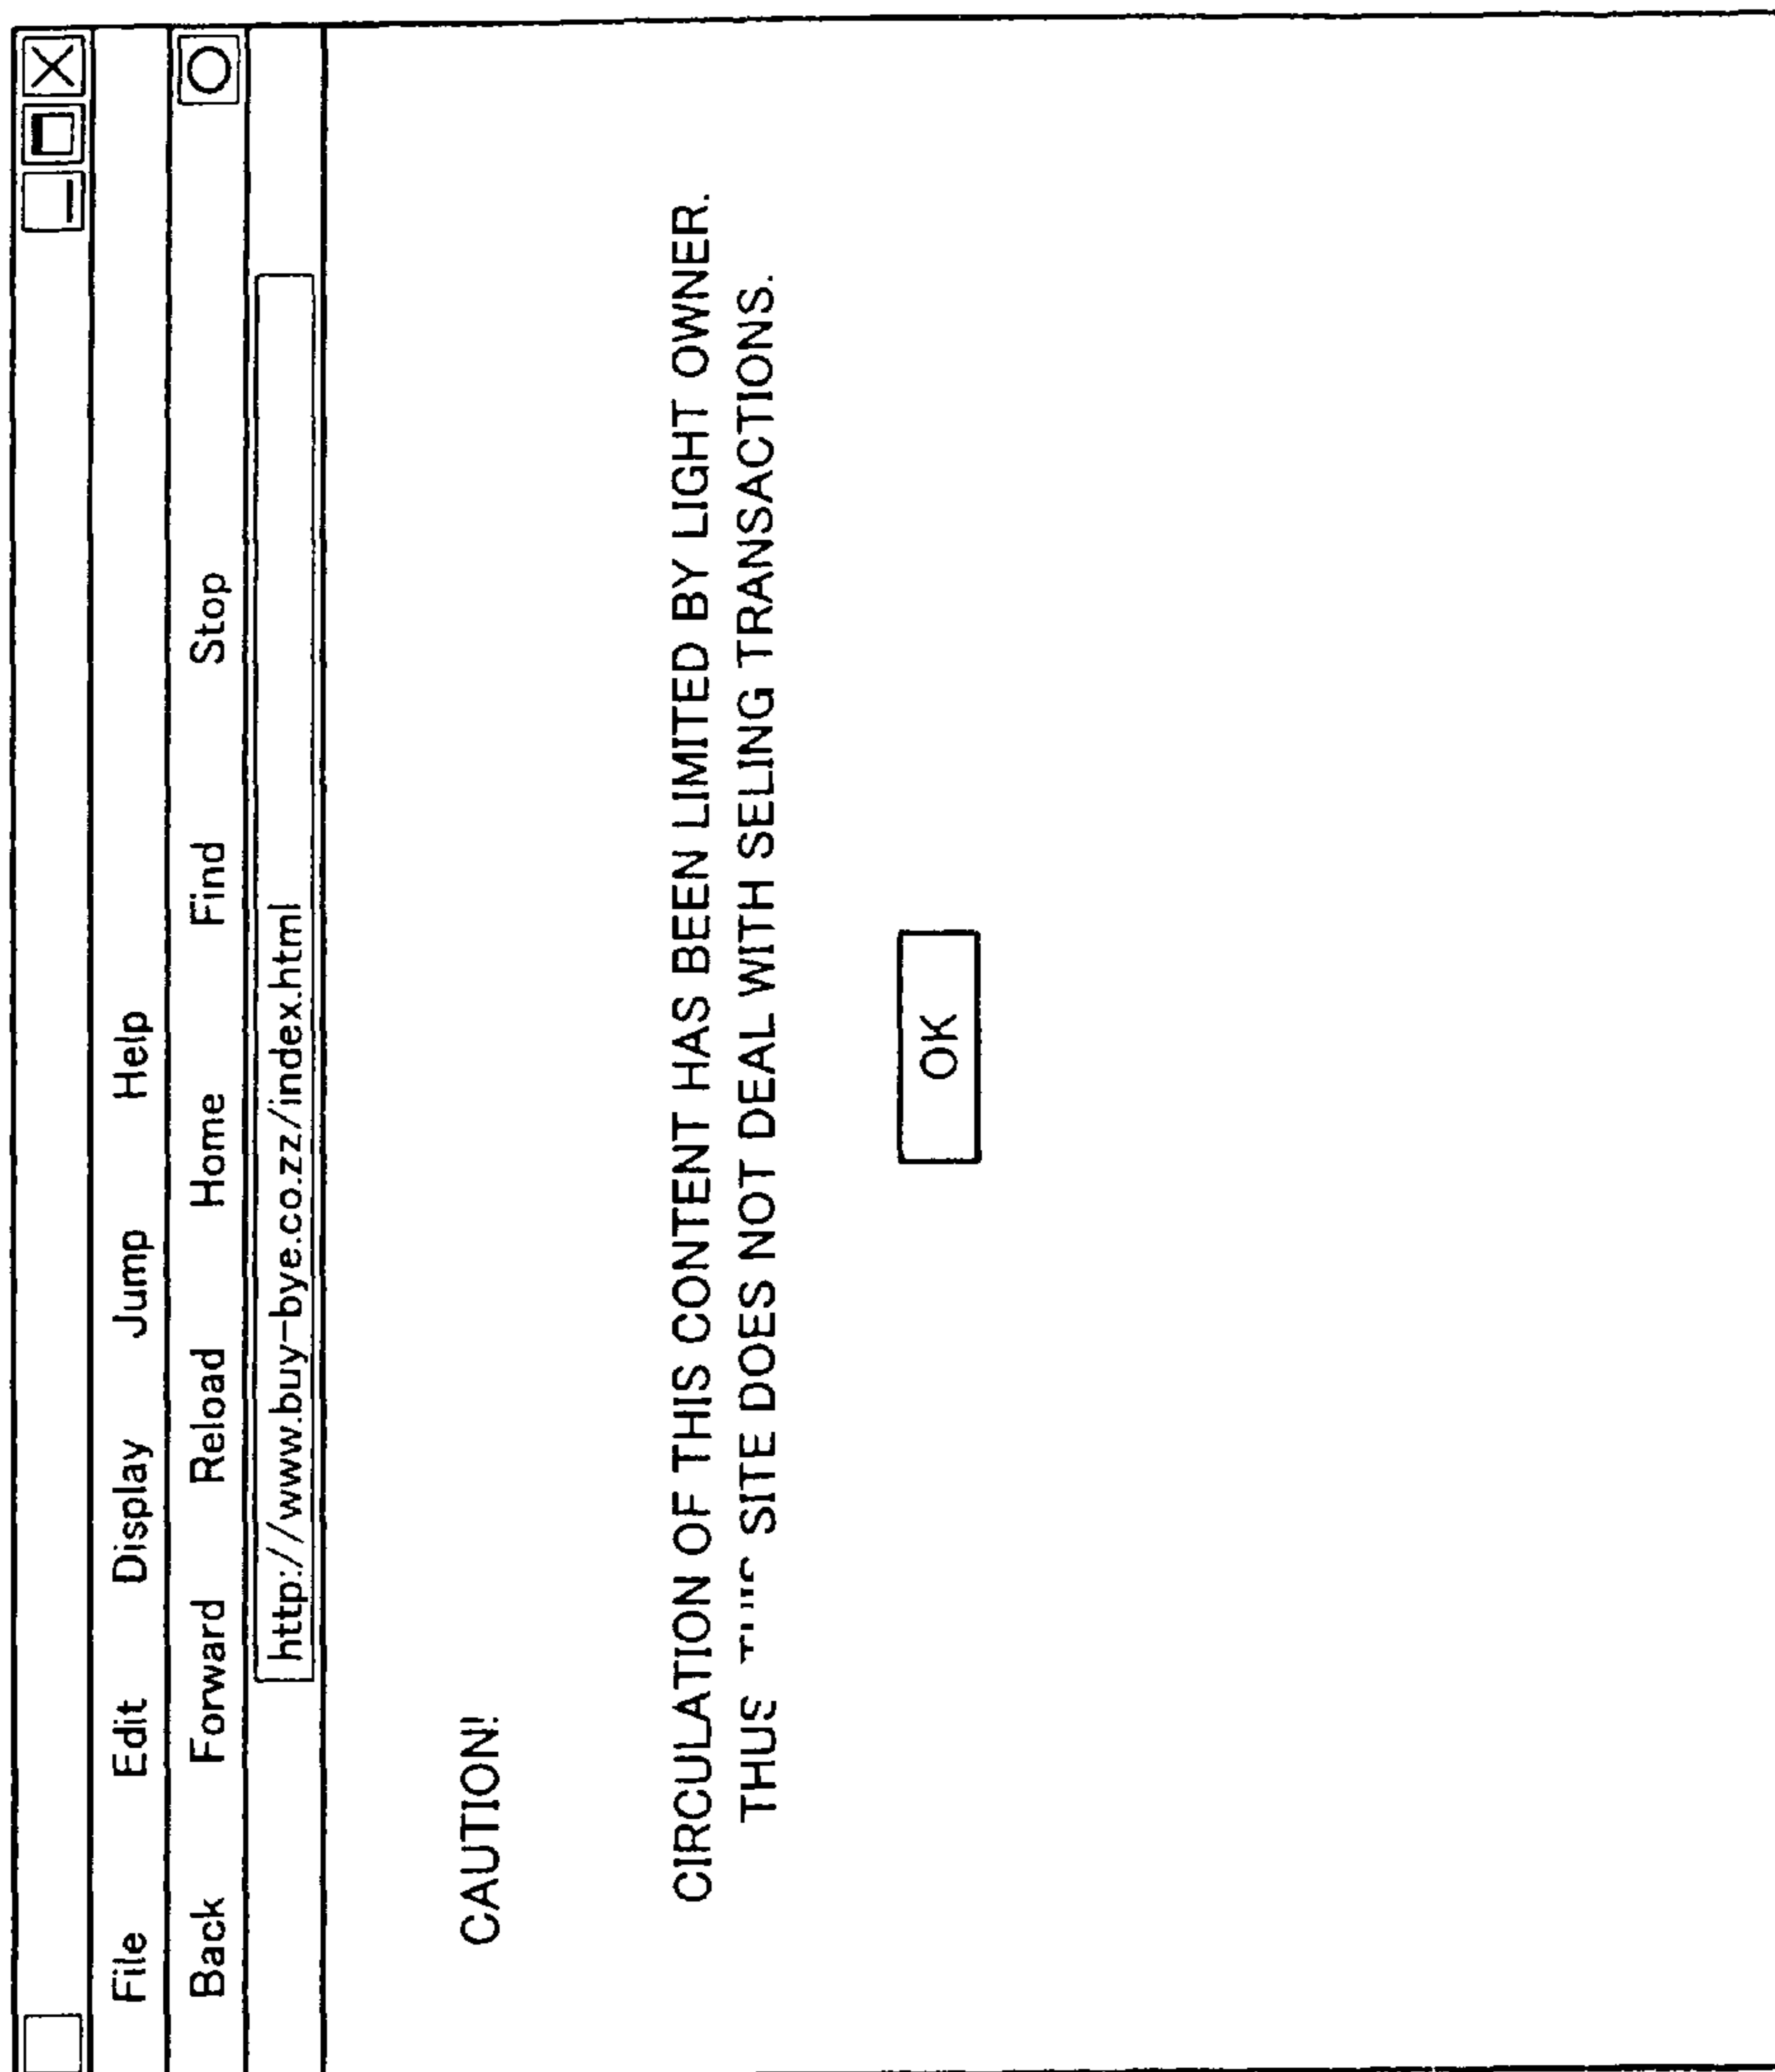 File Edit Display Jump Help
Back Forward Reload Home Find Stop
http://www.buy-bye.co.zz/index.html
CAUTION!
CIRCULATION OF THIS CONTENT HAS BEEN LIMITED BY LIGHT OWNER.
THUS SITE DOES NOT DEAL WITH SELING TRANSACTIONS.
OK